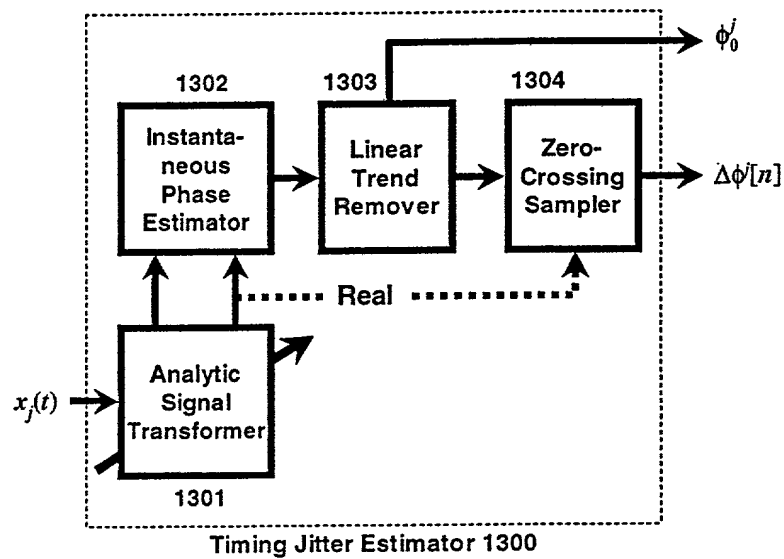 ϕ₀ʲ
1302
1303
1304
Instanta-
neous
Phase
Estimator
Linear
Trend
Remover
Zero-
Crossing
Sampler
Δϕʲ[n]
Real
xⱼ(t)
Analytic
Signal
Transformer
1301
Timing Jitter Estimator 1300